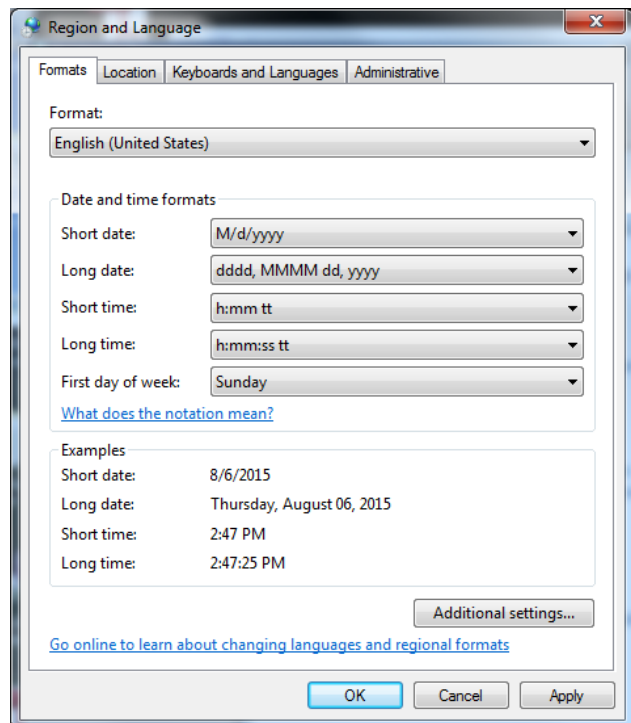 Region and Language
Formats Location Keyboards and Languages Administrative
Format:
English (United States)
Date and time formats
Short date: M/d/yyyy
Long date: dddd, MMMM dd, yyyy
Short time: h:mm tt
Long time: h:mm:ss tt
First day of week: Sunday
What does the notation mean?
Examples
Short date: 8/6/2015
Long date: Thursday, August 06, 2015
Short time: 2:47 PM
Long time: 2:47:25 PM
Additional settings...
Go online to learn about changing languages and regional formats
OK Cancel Apply